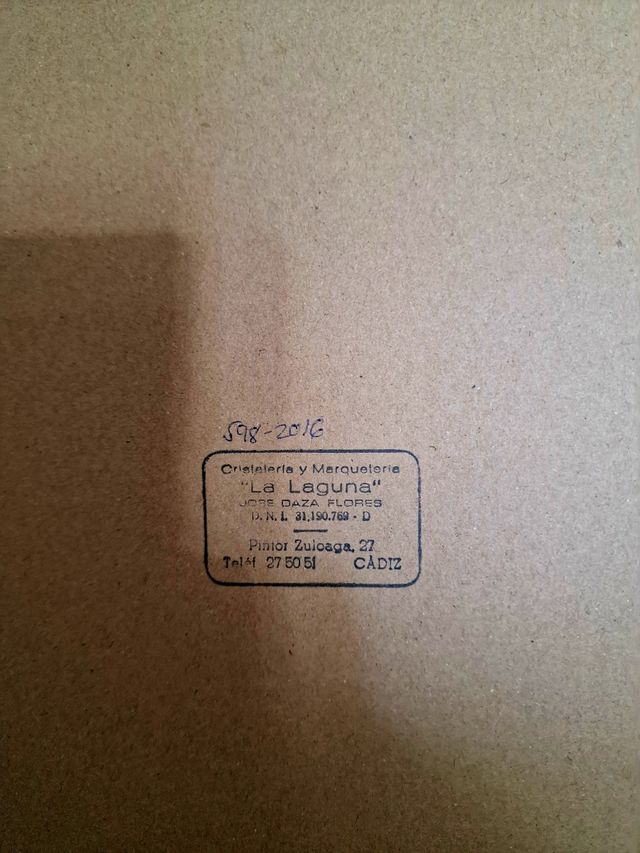 598-2016
Cristalería y Marquetería
"La Laguna"
JOSE DAZA FLORES
D. N. I. 31.190.769 - D
Pintor Zuloaga, 27
Teléf 27 50 51 CÁDIZ